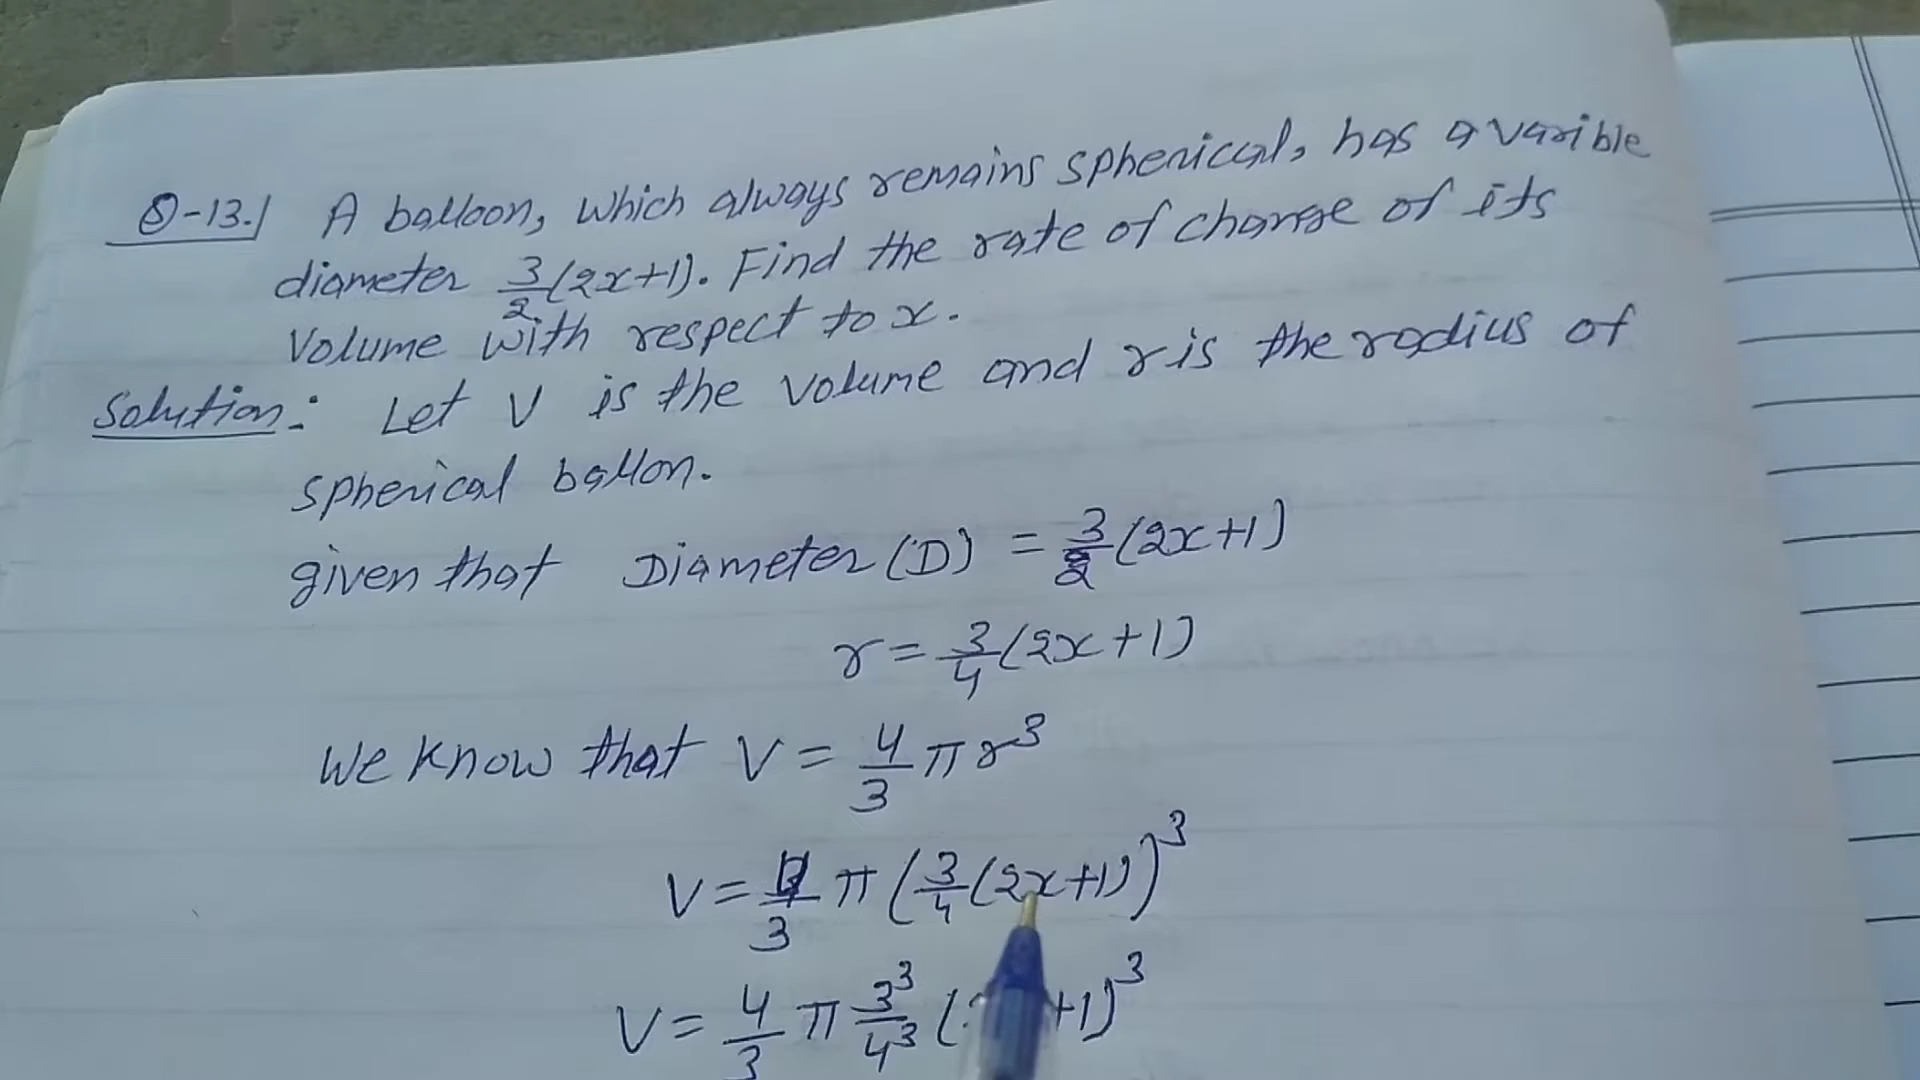 Q-13. A balloon, which always remains spherical, has a varible
diameter 3/2(2x+1). Find the rate of change of its
Volume with respect to x.
Solution: Let V is the volume and r is the radius of
spherical ballon.
given that Diameter (D) = 3/2(2x+1)
r = 3/4(2x+1)
We know that V = 4/3 πr³
V = 4/3 π (3/4(2x+1))³
V = 4/3 π 3³/4³ ( +1)³